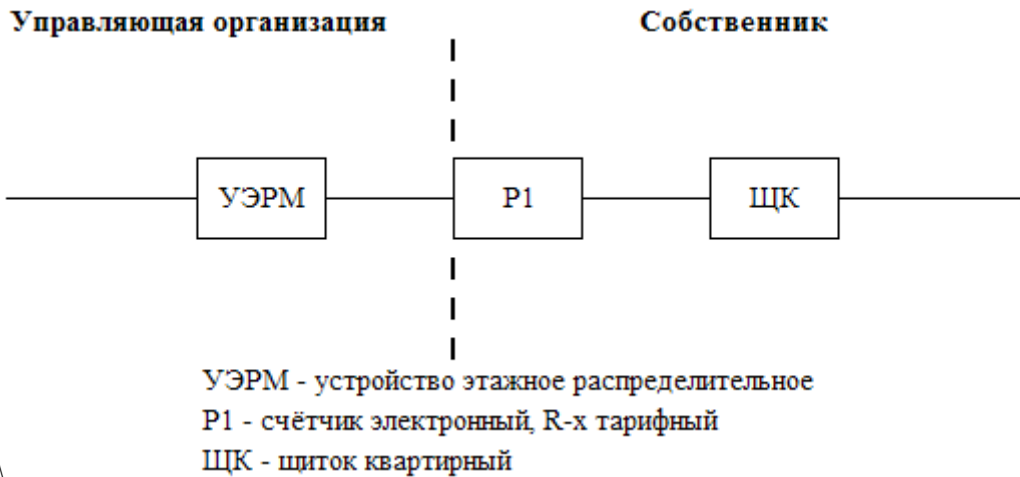 Управляющая организация
Собственник
УЭРМ
Р1
ЩК
УЭРМ - устройство этажное распределительное
Р1 - счётчик электронный, R-х тарифный
ЩК - щиток квартирный